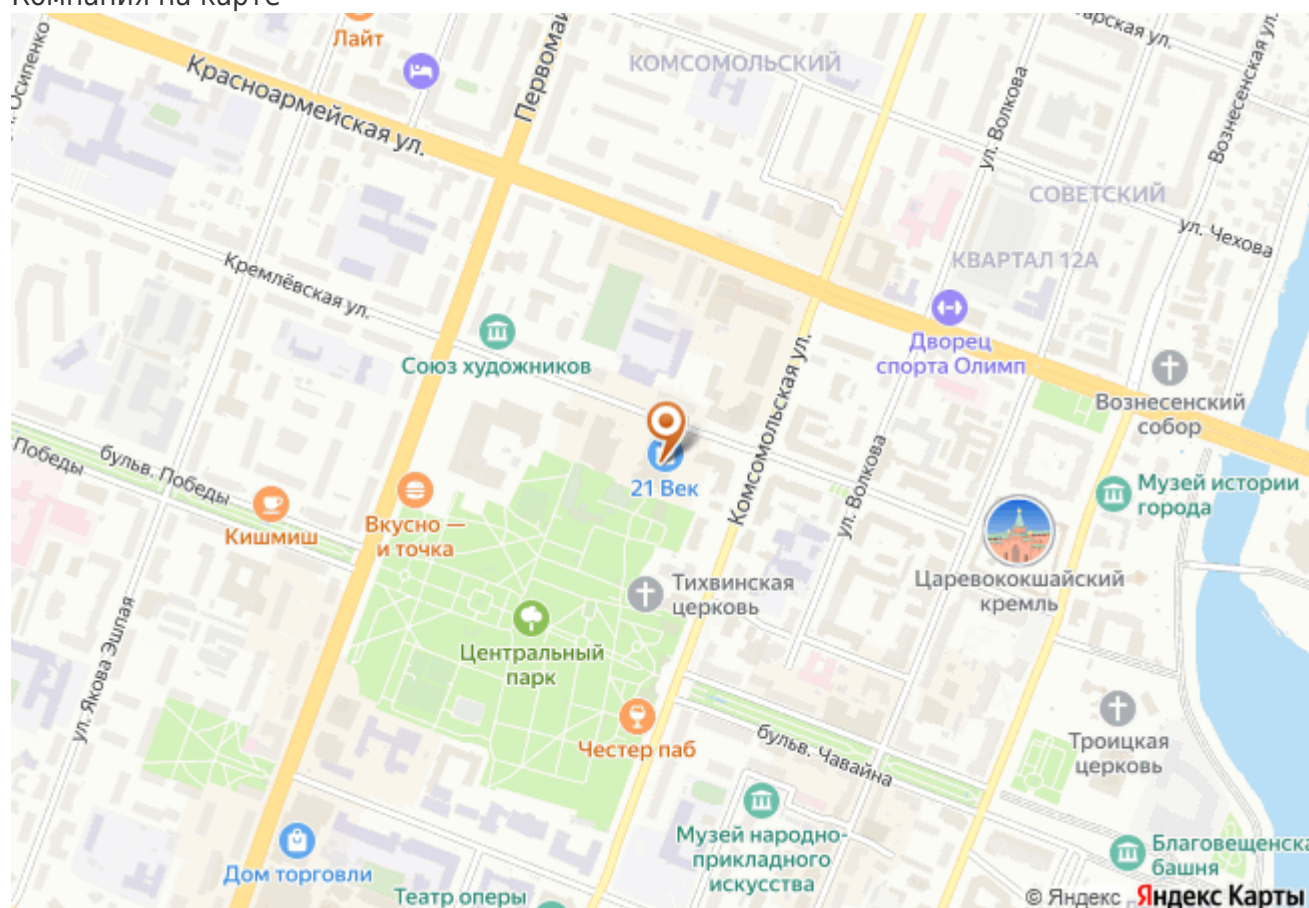 Компания на карте
Лайт
Осипенко
Красноармейская ул.
КОМСОМОЛЬСКИЙ
ул. Волкова
Вознесенская ул.
СОВЕТСКИЙ
ул. Чехова
КВАРТАЛ 12А
Кремлёвская ул.
Союз художников
Дворец
спорта Олимп
Комсомольская ул.
Вознесенский
собор
Победы
бульв. Победы
21 Век
ул. Волкова
Музей истории
города
Кишмиш
Вкусно —
и точка
Тихвинская
церковь
Царевококшайский
кремль
ул. Якова Эшпая
Центральный
парк
Честер паб
бульв. Чавайна
Троицкая
церковь
Музей народно-
прикладного
искусства
Дом торговли
Театр оперы
башня
© Яндекс Яндекс Карты